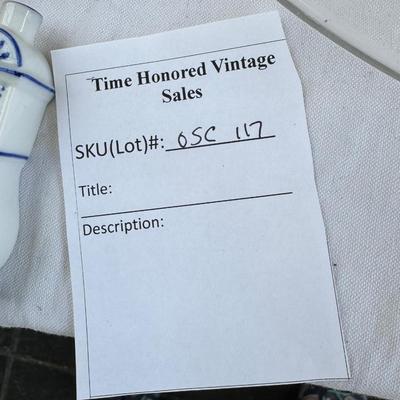 Time Honored Vintage
Sales
SKU(Lot)#: OSC 117
Title:
Description: